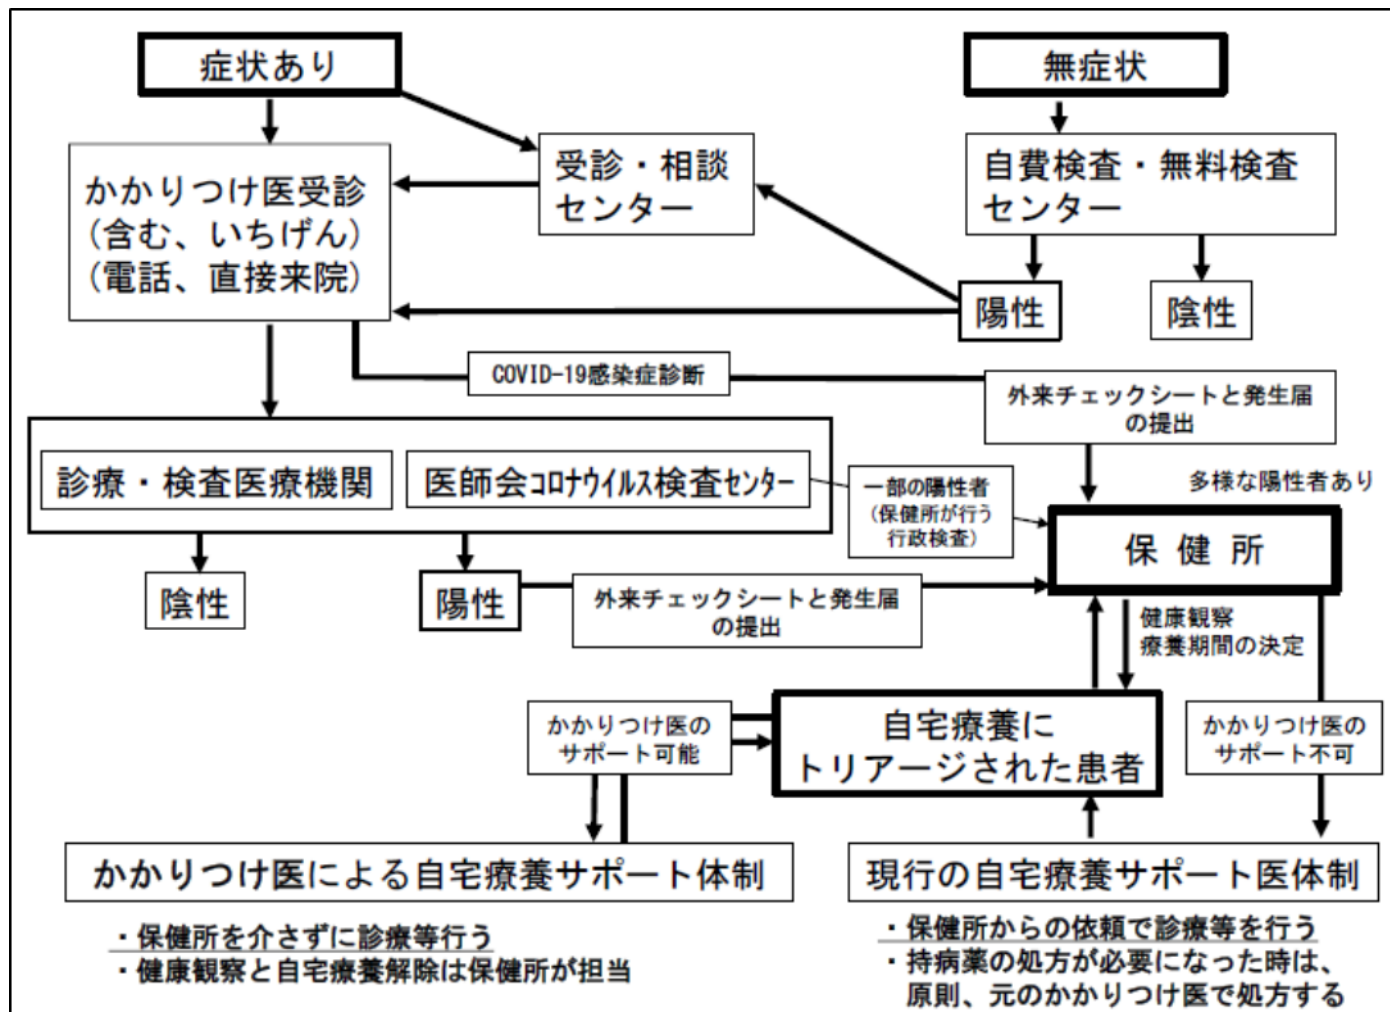 症状あり
無症状
受診・相談
センター
自費検査・無料検査
センター
かかりつけ医受診
(含む、いちげん)
(電話、直接来院)
陽性
陰性
COVID-19感染症診断
外来チェックシートと発生届
の提出
診療・検査医療機関
医師会コロナウイルス検査センター
一部の陽性者
(保健所が行う
行政検査)
多様な陽性者あり
保健所
陰性
陽性
外来チェックシートと発生届
の提出
健康観察
療養期間の決定
かかりつけ医の
サポート可能
自宅療養に
トリアージされた患者
かかりつけ医の
サポート不可
かかりつけ医による自宅療養サポート体制
・保健所を介さずに診療等行う
・健康観察と自宅療養解除は保健所が担当
現行の自宅療養サポート医体制
・保健所からの依頼で診療等を行う
・持病薬の処方が必要になった時は、
原則、元のかかりつけ医で処方する